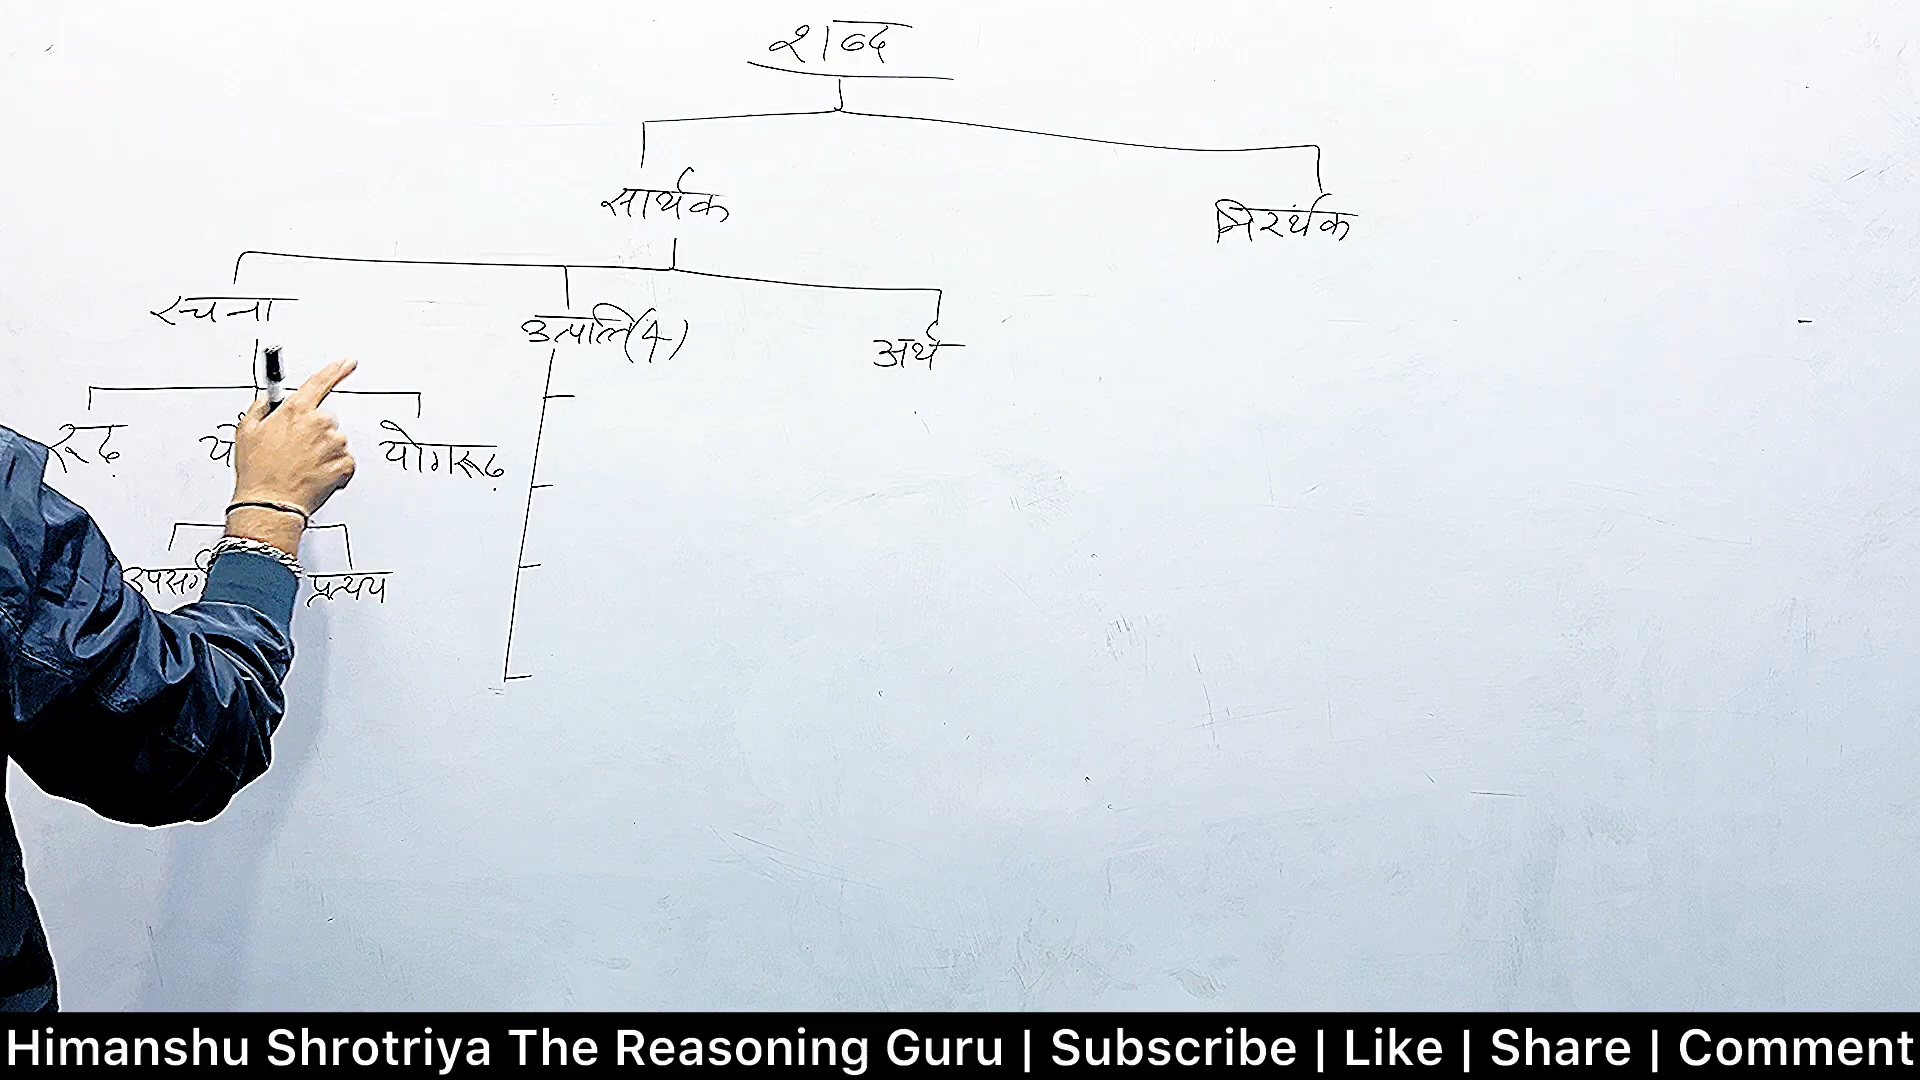 शब्द
सार्थक
निरर्थक
रचना
उत्पत्ति(4)
अर्थ
रूढ़
योगरूढ़
उपसर्ग
प्रत्यय
Himanshu Shrotriya The Reasoning Guru | Subscribe | Like | Share | Comment